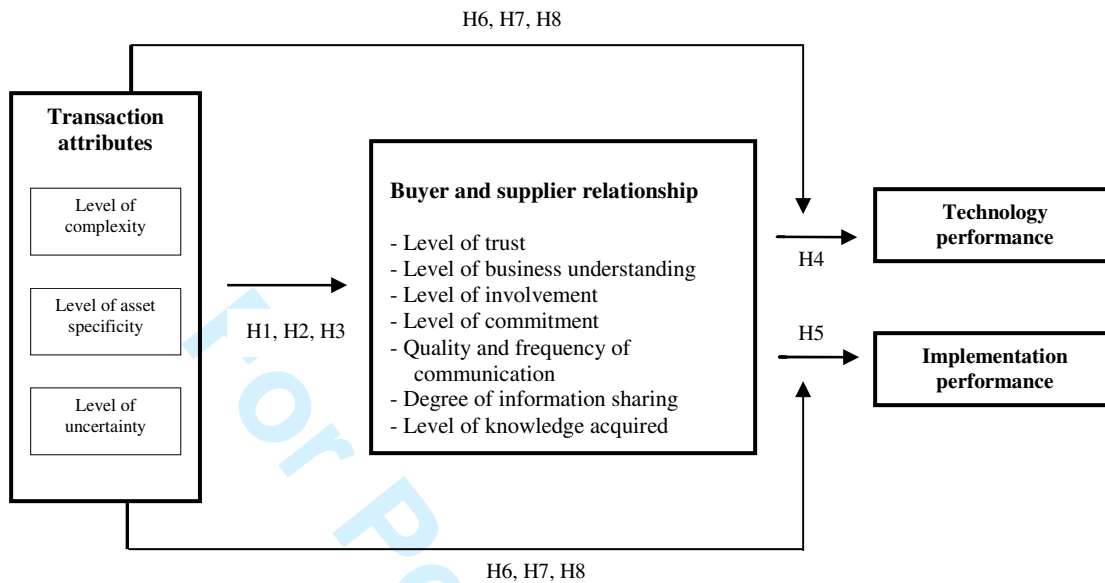 H6, H7, H8
Transaction
attributes
Level of
complexity
Level of asset
specificity
Level of
uncertainty
H1, H2, H3
Buyer and supplier relationship
- Level of trust
- Level of business understanding
- Level of involvement
- Level of commitment
- Quality and frequency of
communication
- Degree of information sharing
- Level of knowledge acquired
H4
H5
Technology
performance
Implementation
performance
H6, H7, H8
For Pe